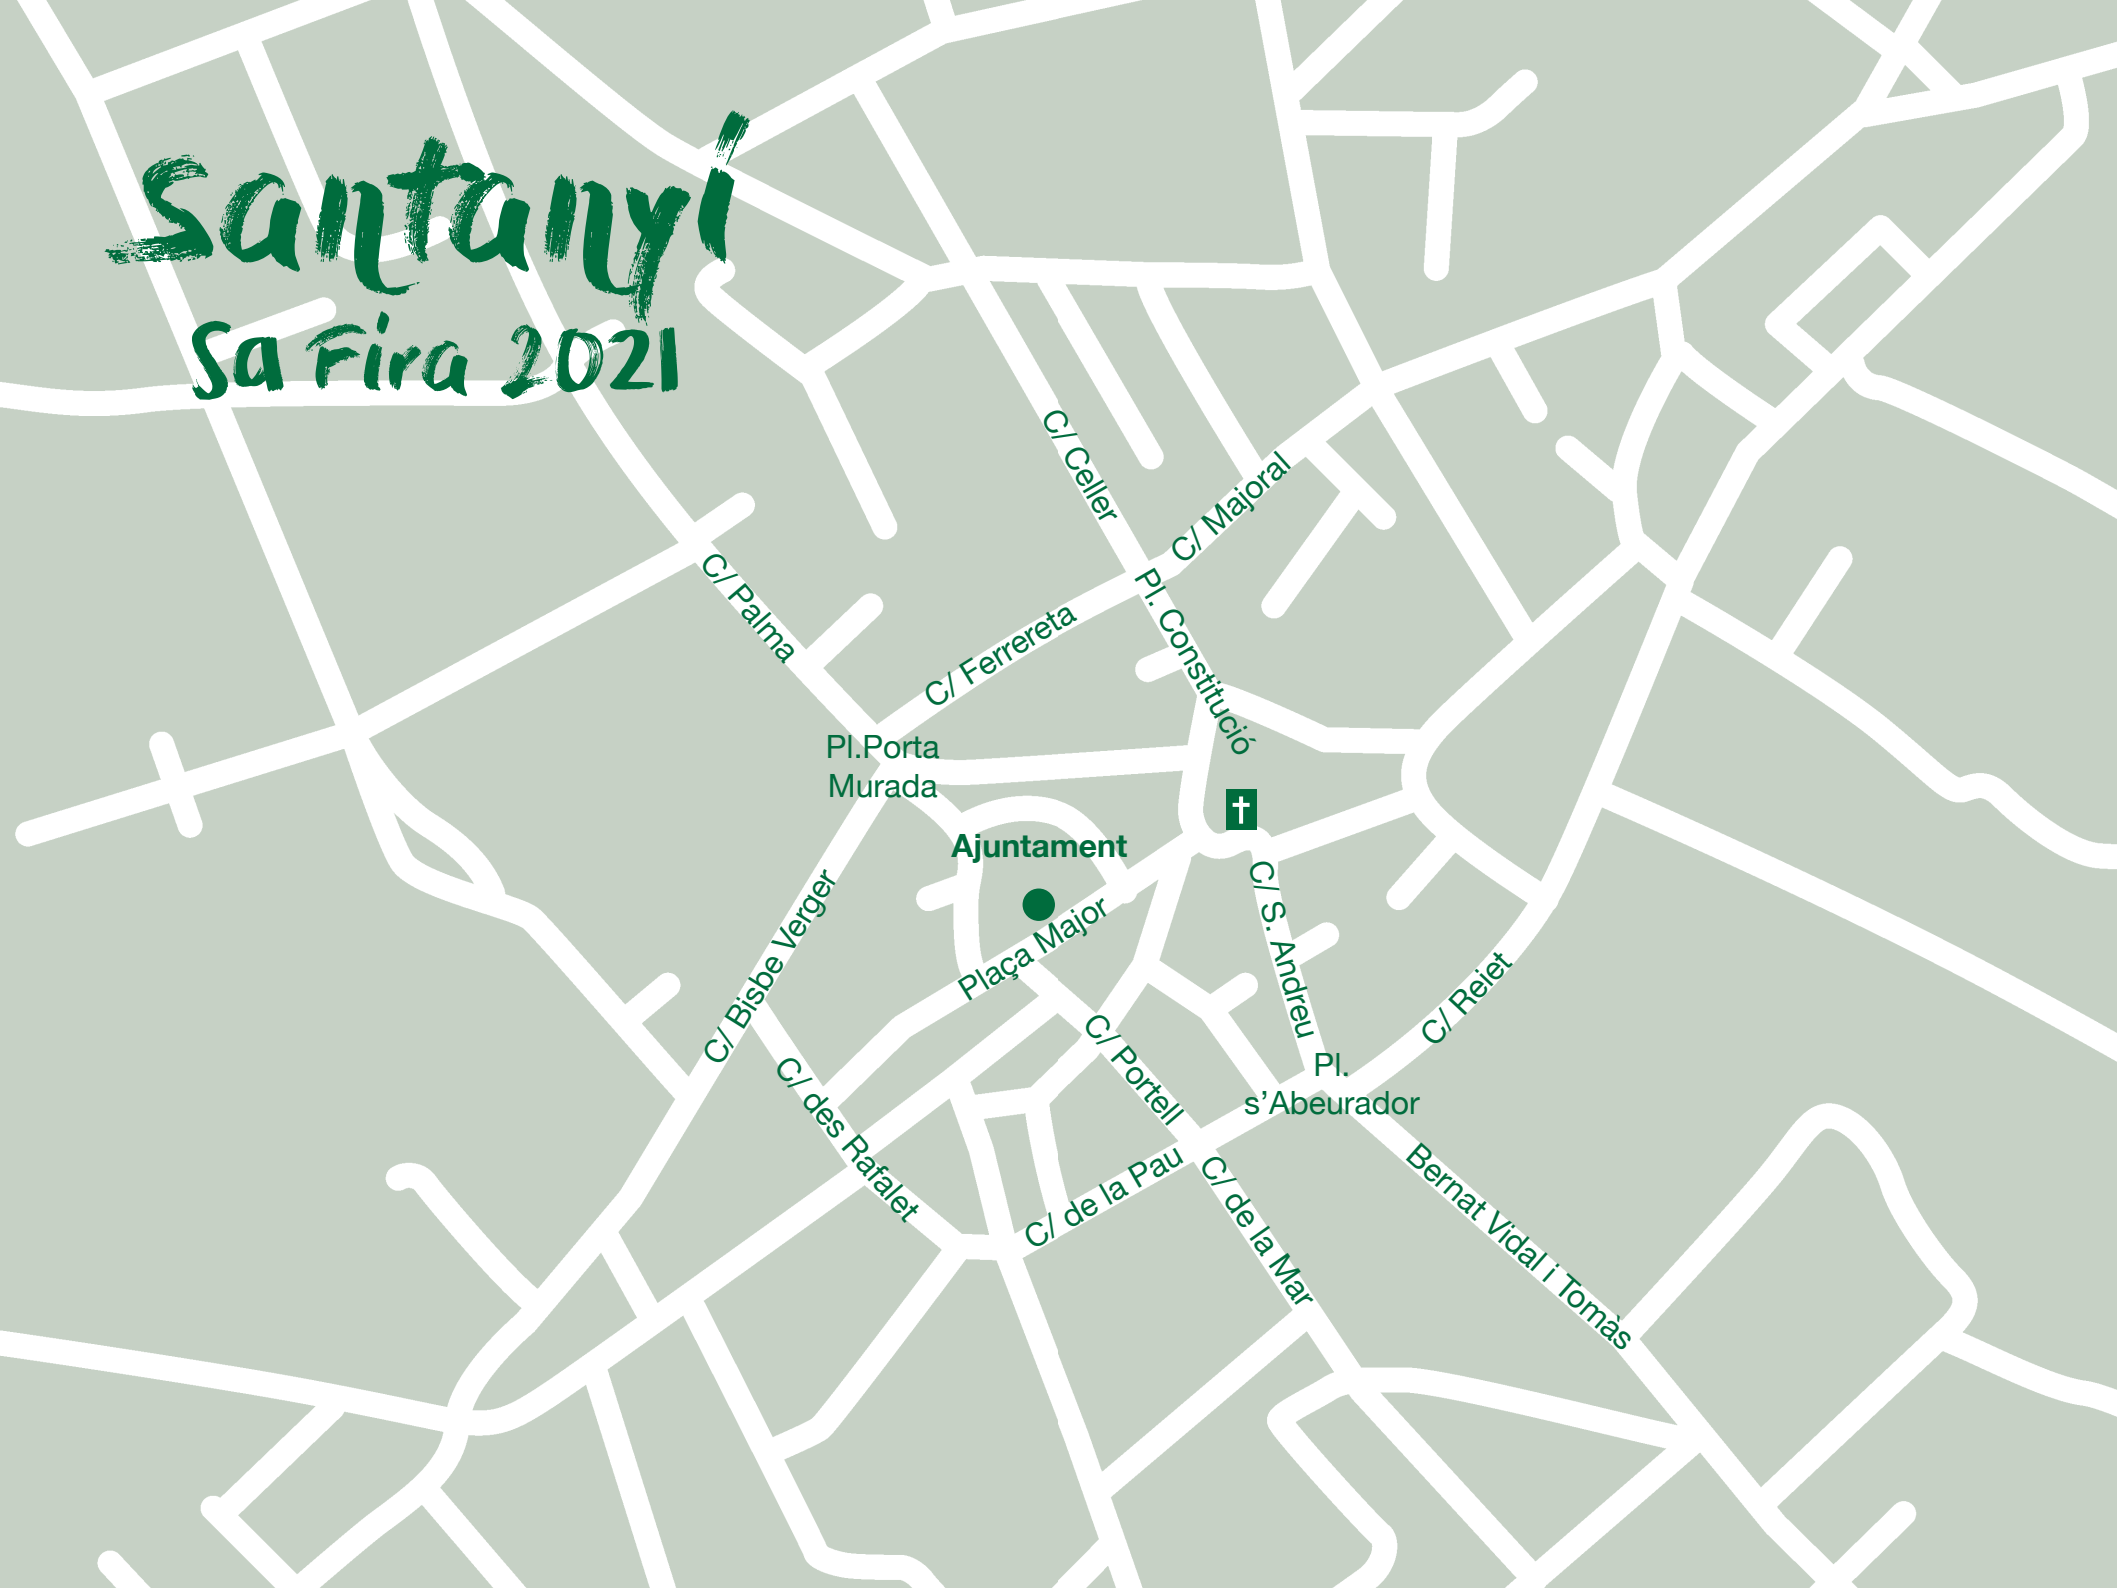 Santanyí
Sa Fira 2021
C/ Celler
C/ Majoral
C/ Palma
Pl. Constitució
C/ Ferrereta
Pl.Porta
Murada
Ajuntament
Plaça Major
C/ Bisbe Verger
C/ S. Andreu
C/ Reiet
C/ Portell
C/ des Rafalet
Pl.
s’Abeurador
C/ de la Pau
C/ de la Mar
Bernat Vidal i Tomàs